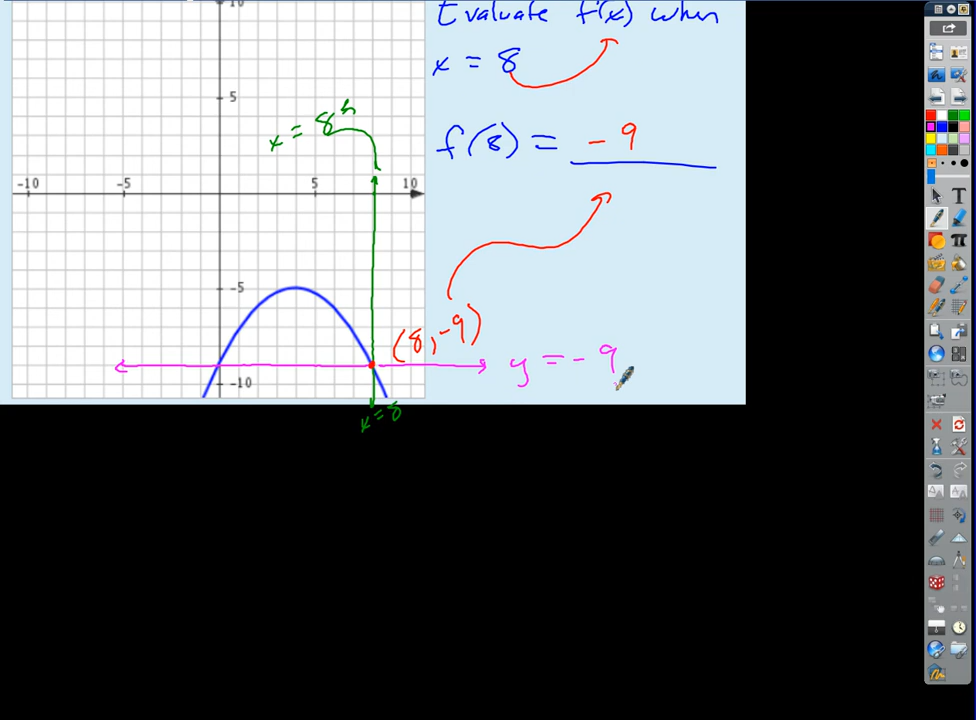 10
Evaluate f(x) when
x = 8
5
x = 8
f(8) = -9
-10 -5 5 10
-5
(8, -9)
y = -9
-10
x = 8